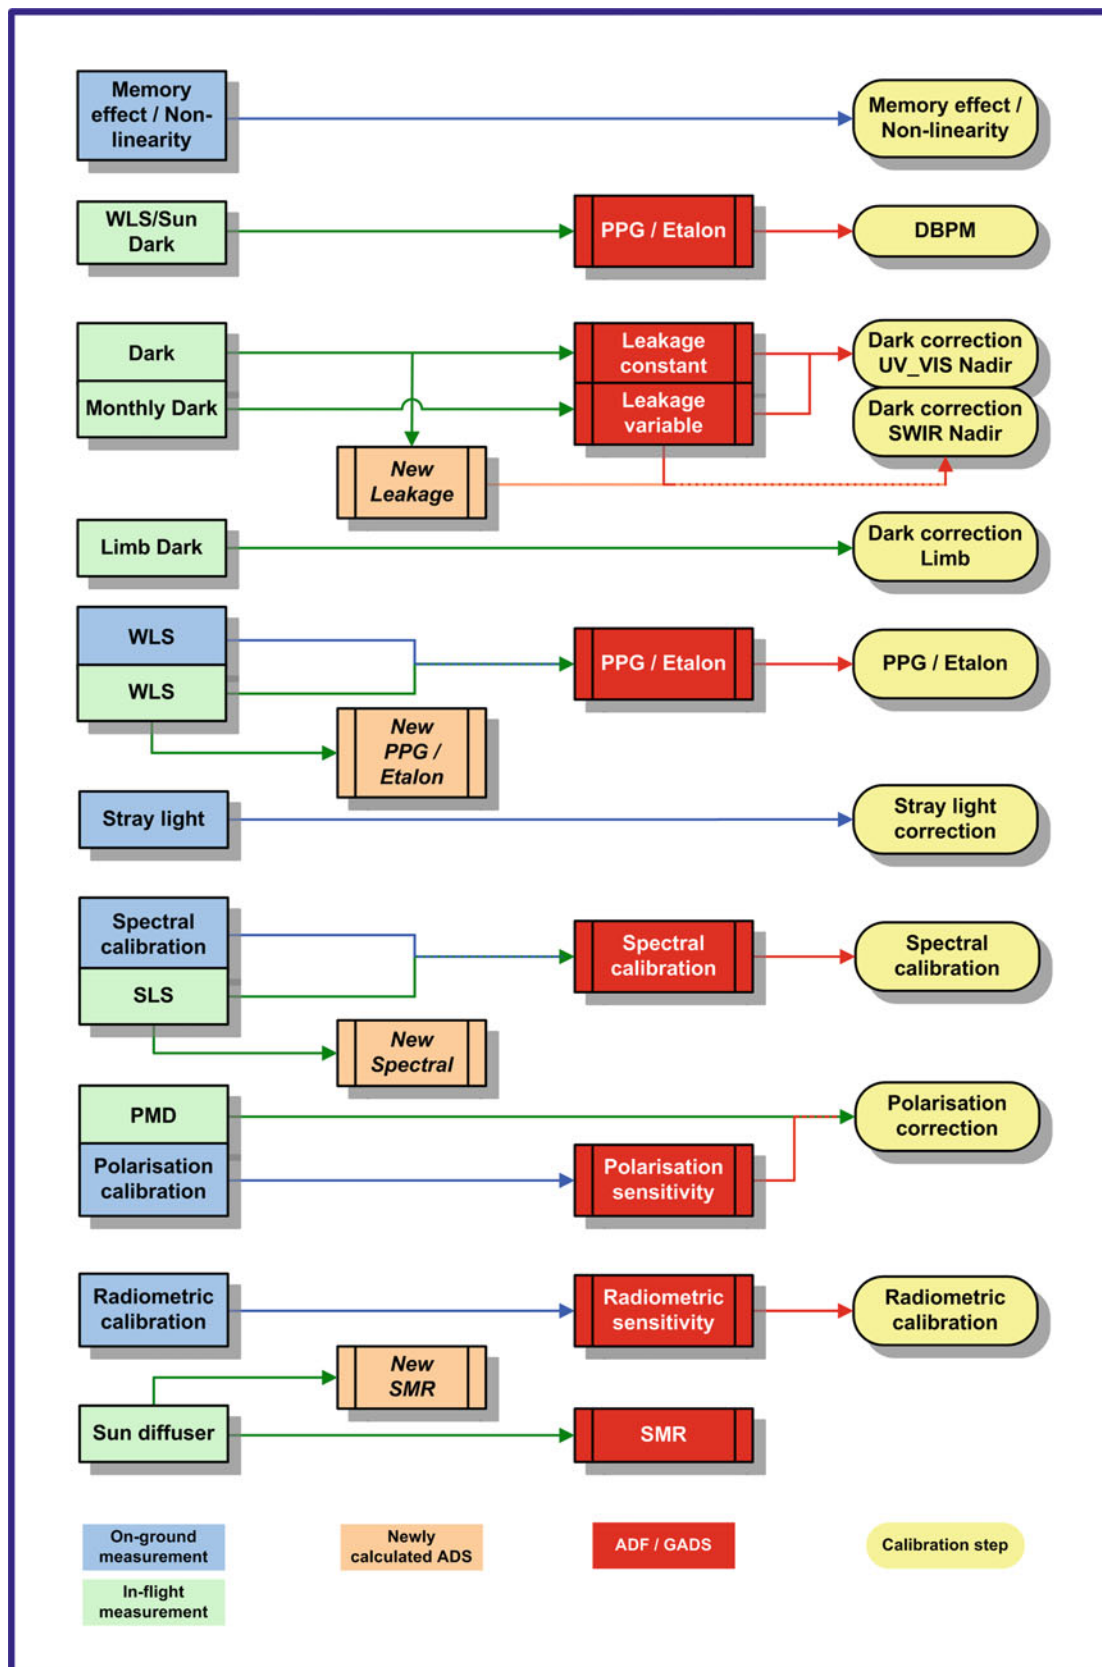 Memory
effect / Non-
linearity
Memory effect /
Non-linearity
WLS/Sun
Dark
PPG / Etalon
DBPM
Dark
Leakage
constant
Dark correction
UV_VIS Nadir
Monthly Dark
Leakage
variable
Dark correction
SWIR Nadir
New
Leakage
Limb Dark
Dark correction
Limb
WLS
WLS
PPG / Etalon
PPG / Etalon
New
PPG /
Etalon
Stray light
Stray light
correction
Spectral
calibration
SLS
Spectral
calibration
Spectral
calibration
New
Spectral
PMD
Polarisation
correction
Polarisation
calibration
Polarisation
sensitivity
Radiometric
calibration
Radiometric
sensitivity
Radiometric
calibration
New
SMR
Sun diffuser
SMR
On-ground
measurement
Newly
calculated ADS
ADF / GADS
Calibration step
In-flight
measurement